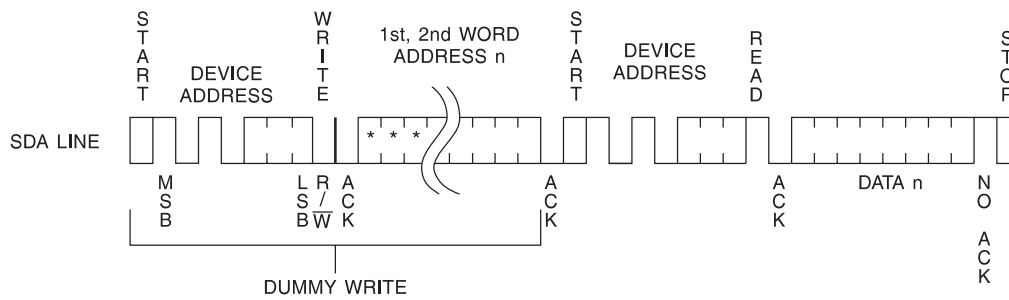 START
WRITE
1st, 2nd WORD
ADDRESS n
START
READ
STOP
DEVICE
ADDRESS
DEVICE
ADDRESS
SDA LINE
* * *
MSB
LSB
R/W
ACK
ACK
ACK
DATA n
NO ACK
DUMMY WRITE